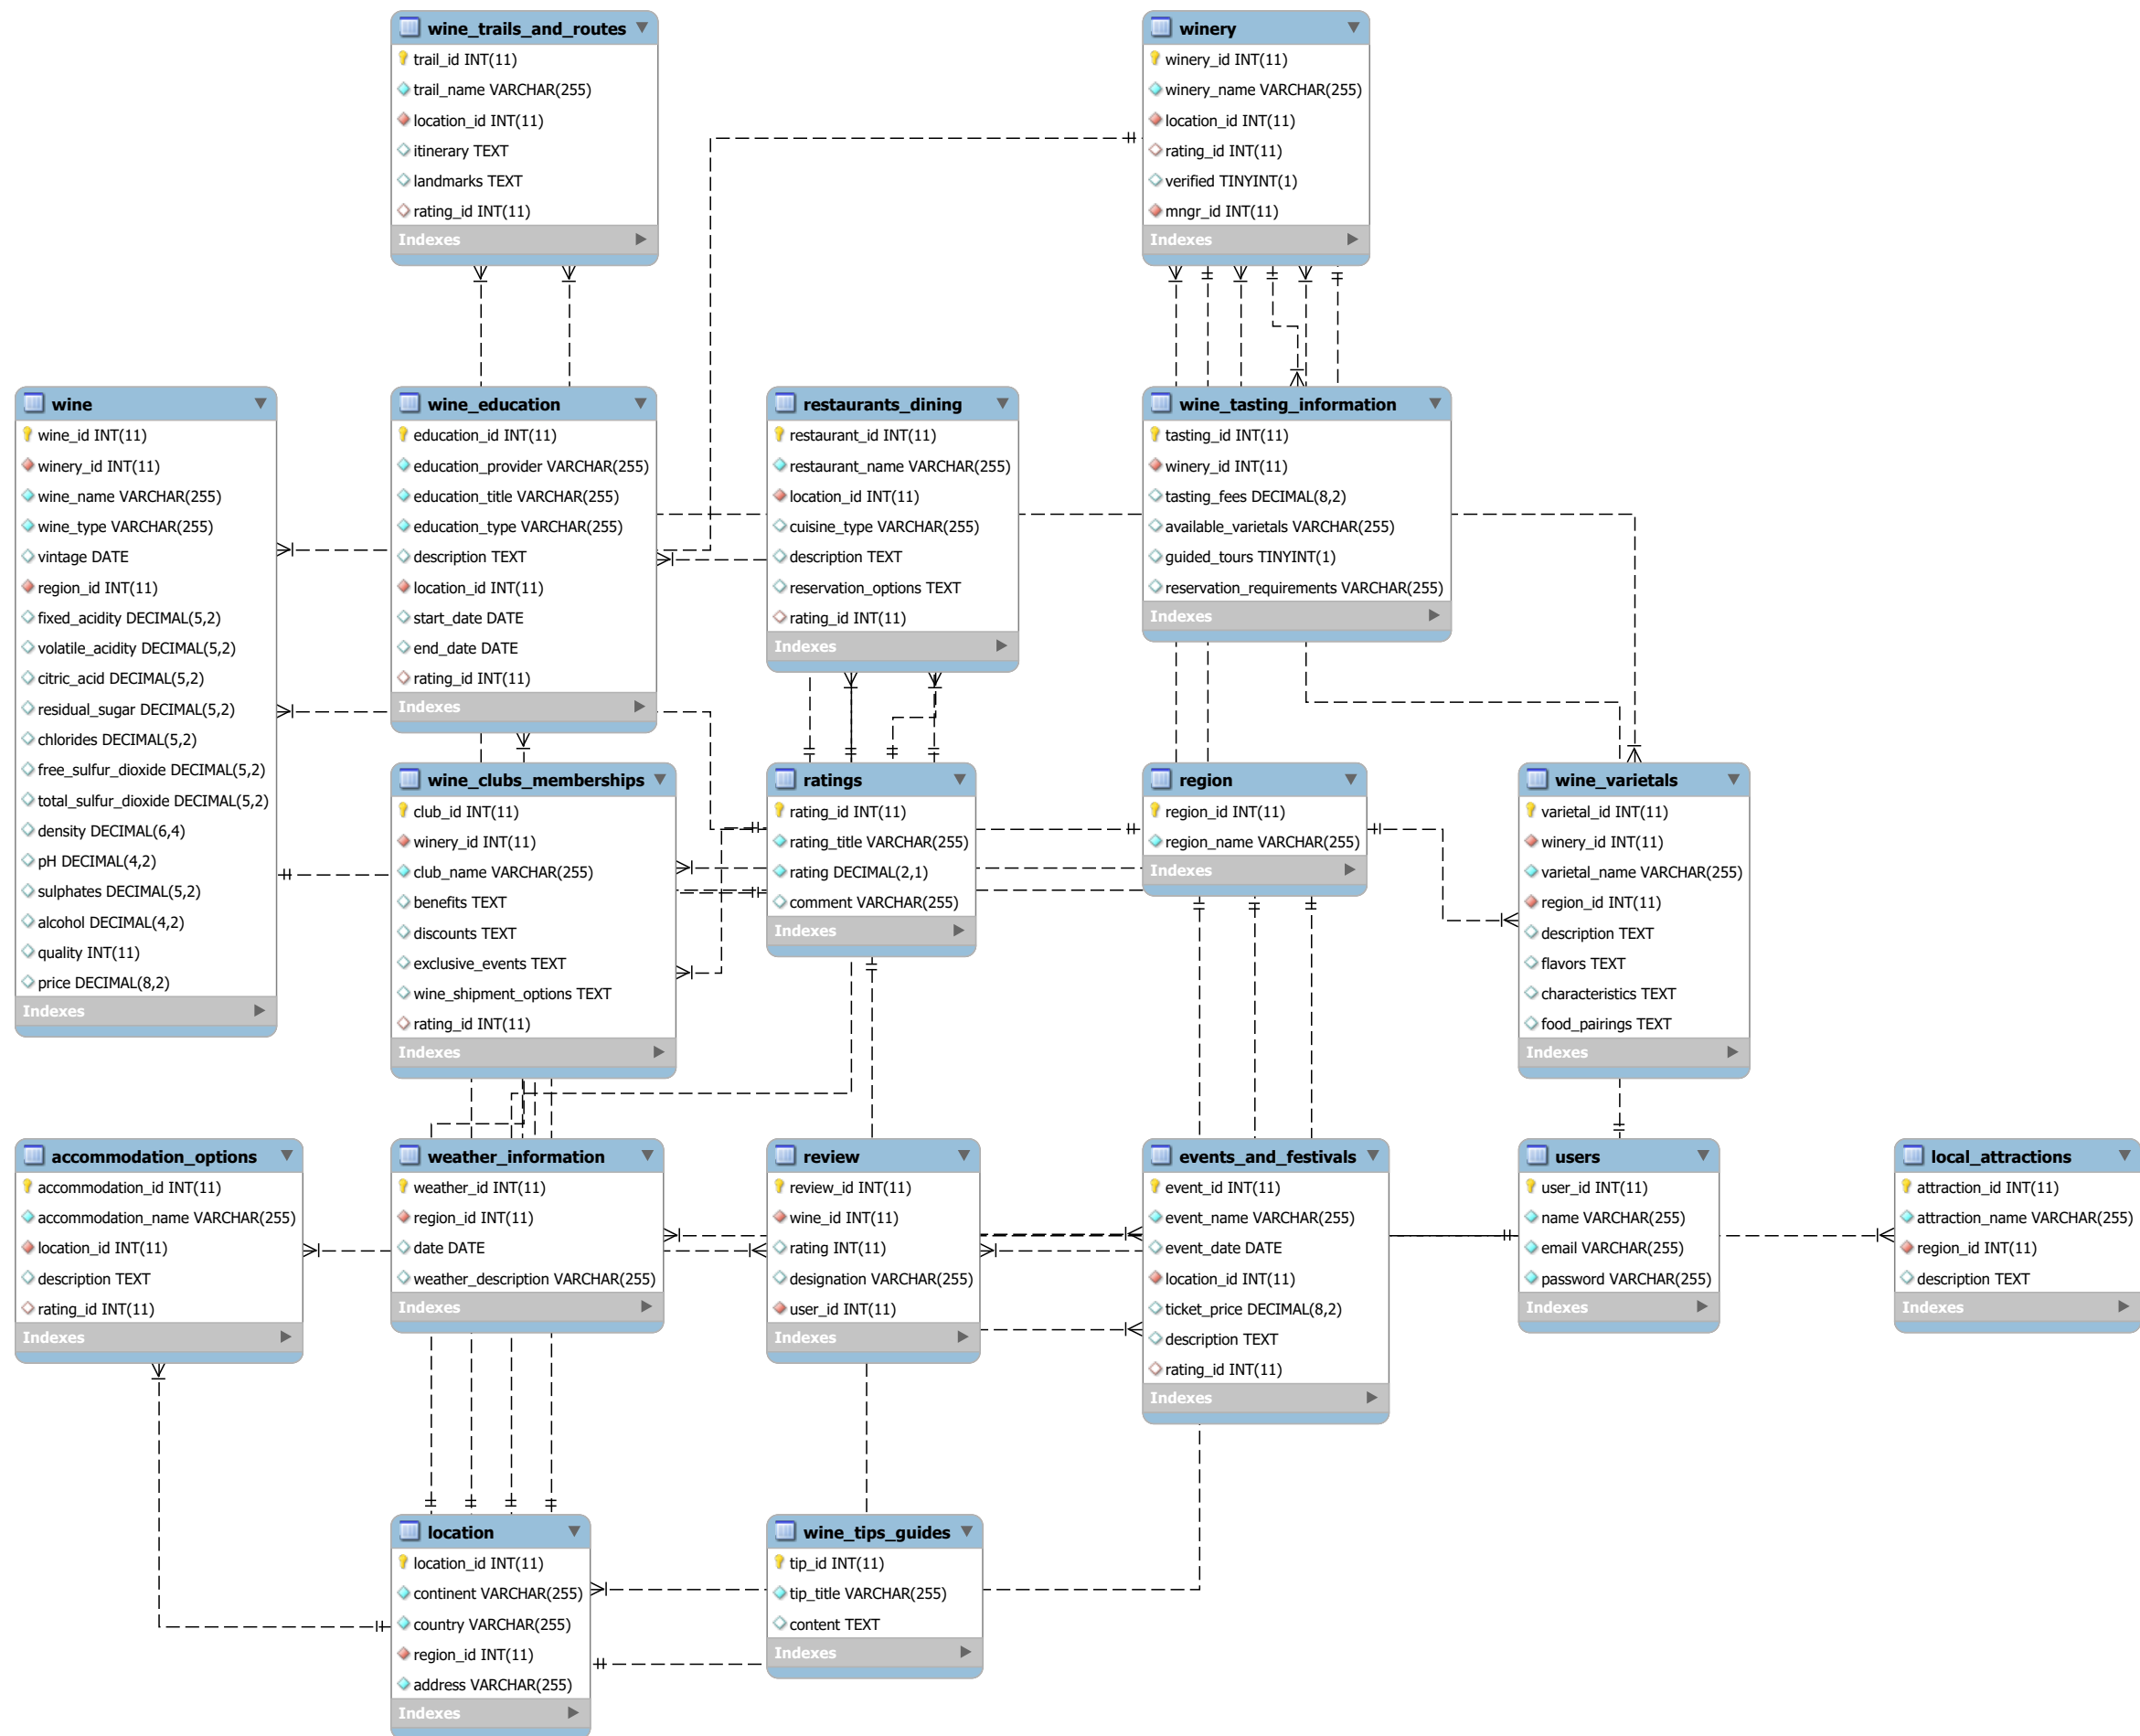 wine_trails_and_routes
trail_id INT(11)
trail_name VARCHAR(255)
location_id INT(11)
itinerary TEXT
landmarks TEXT
rating_id INT(11)
Indexes
winery
winery_id INT(11)
winery_name VARCHAR(255)
location_id INT(11)
rating_id INT(11)
verified TINYINT(1)
mngr_id INT(11)
Indexes
wine
wine_id INT(11)
winery_id INT(11)
wine_name VARCHAR(255)
wine_type VARCHAR(255)
vintage DATE
region_id INT(11)
fixed_acidity DECIMAL(5,2)
volatile_acidity DECIMAL(5,2)
citric_acid DECIMAL(5,2)
residual_sugar DECIMAL(5,2)
chlorides DECIMAL(5,2)
free_sulfur_dioxide DECIMAL(5,2)
total_sulfur_dioxide DECIMAL(5,2)
density DECIMAL(6,4)
pH DECIMAL(4,2)
sulphates DECIMAL(5,2)
alcohol DECIMAL(4,2)
quality INT(11)
price DECIMAL(8,2)
Indexes
wine_education
education_id INT(11)
education_provider VARCHAR(255)
education_title VARCHAR(255)
education_type VARCHAR(255)
description TEXT
location_id INT(11)
start_date DATE
end_date DATE
rating_id INT(11)
Indexes
restaurants_dining
restaurant_id INT(11)
restaurant_name VARCHAR(255)
location_id INT(11)
cuisine_type VARCHAR(255)
description TEXT
reservation_options TEXT
rating_id INT(11)
Indexes
wine_tasting_information
tasting_id INT(11)
winery_id INT(11)
tasting_fees DECIMAL(8,2)
available_varietals VARCHAR(255)
guided_tours TINYINT(1)
reservation_requirements VARCHAR(255)
Indexes
wine_clubs_memberships
club_id INT(11)
winery_id INT(11)
club_name VARCHAR(255)
benefits TEXT
discounts TEXT
exclusive_events TEXT
wine_shipment_options TEXT
rating_id INT(11)
Indexes
ratings
rating_id INT(11)
rating_title VARCHAR(255)
rating DECIMAL(2,1)
comment VARCHAR(255)
Indexes
region
region_id INT(11)
region_name VARCHAR(255)
Indexes
wine_varietals
varietal_id INT(11)
winery_id INT(11)
varietal_name VARCHAR(255)
region_id INT(11)
description TEXT
flavors TEXT
characteristics TEXT
food_pairings TEXT
Indexes
accommodation_options
accommodation_id INT(11)
accommodation_name VARCHAR(255)
location_id INT(11)
description TEXT
rating_id INT(11)
Indexes
weather_information
weather_id INT(11)
region_id INT(11)
date DATE
weather_description VARCHAR(255)
Indexes
review
review_id INT(11)
wine_id INT(11)
rating INT(11)
designation VARCHAR(255)
user_id INT(11)
Indexes
events_and_festivals
event_id INT(11)
event_name VARCHAR(255)
event_date DATE
location_id INT(11)
ticket_price DECIMAL(8,2)
description TEXT
rating_id INT(11)
Indexes
users
user_id INT(11)
name VARCHAR(255)
email VARCHAR(255)
password VARCHAR(255)
Indexes
local_attractions
attraction_id INT(11)
attraction_name VARCHAR(255)
region_id INT(11)
description TEXT
Indexes
location
location_id INT(11)
continent VARCHAR(255)
country VARCHAR(255)
region_id INT(11)
address VARCHAR(255)
Indexes
wine_tips_guides
tip_id INT(11)
tip_title VARCHAR(255)
content TEXT
Indexes